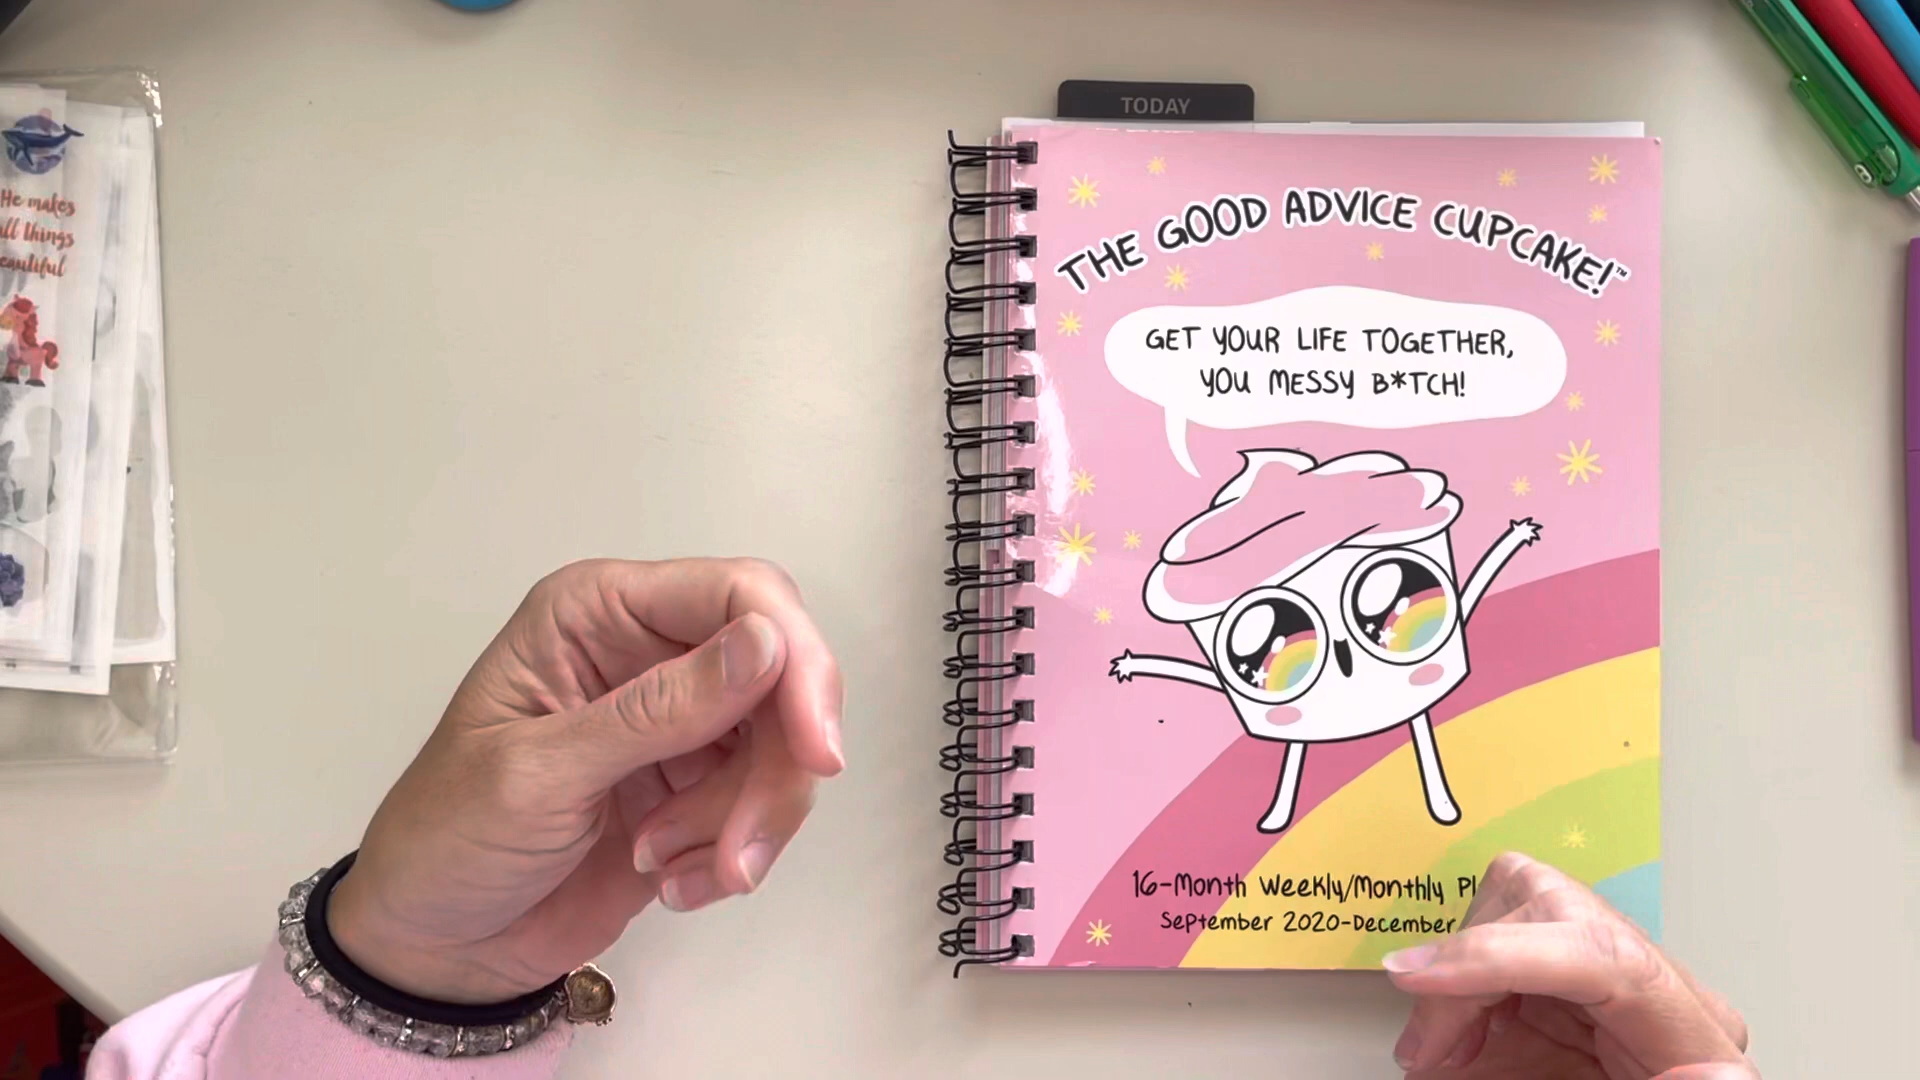 TODAY
THE GOOD ADVICE CUPCAKE!™
GET YOUR LIFE TOGETHER,
YOU MESSY B*TCH!
16-Month Weekly/Monthly
September 2020-December
He makes
all things
beautiful